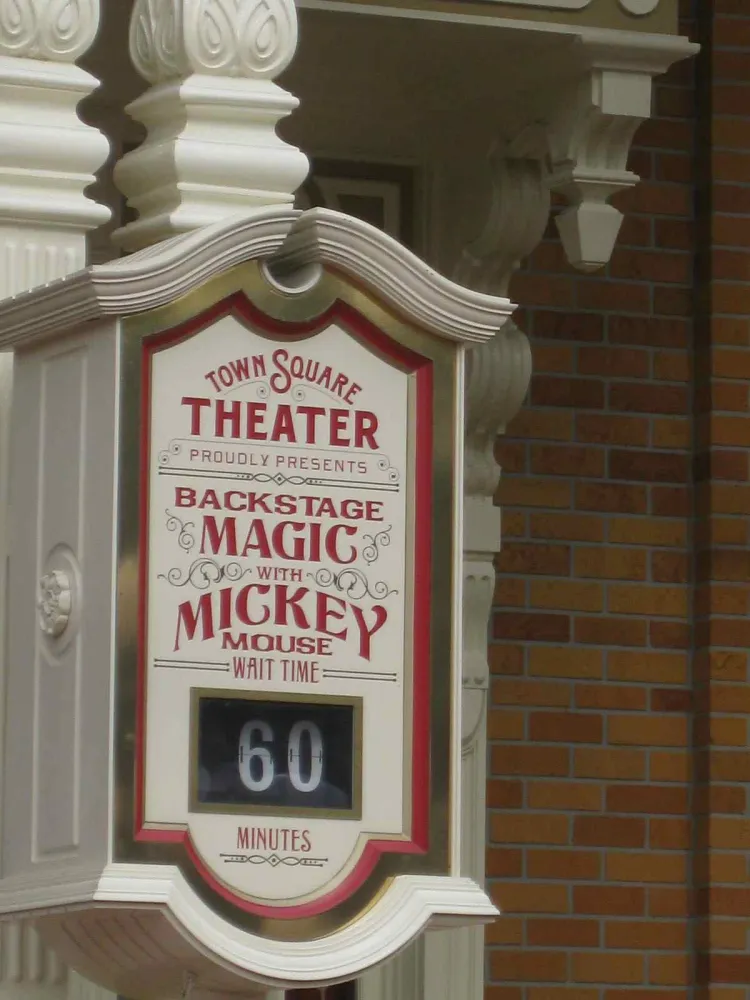 TOWN SQUARE
THEATER
PROUDLY PRESENTS
BACKSTAGE
MAGIC
WITH
MICKEY
MOUSE
WAIT TIME
60
MINUTES